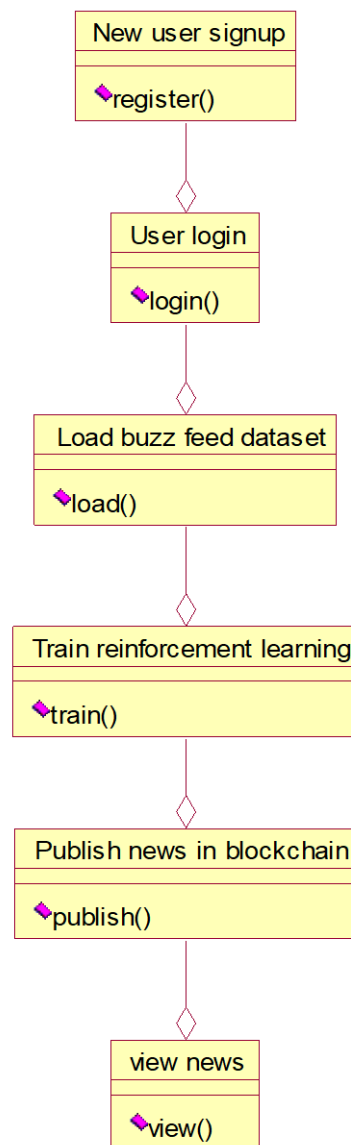 New user signup
register()
User login
login()
Load buzz feed dataset
load()
Train reinforcement learning
train()
Publish news in blockchain
publish()
view news
view()